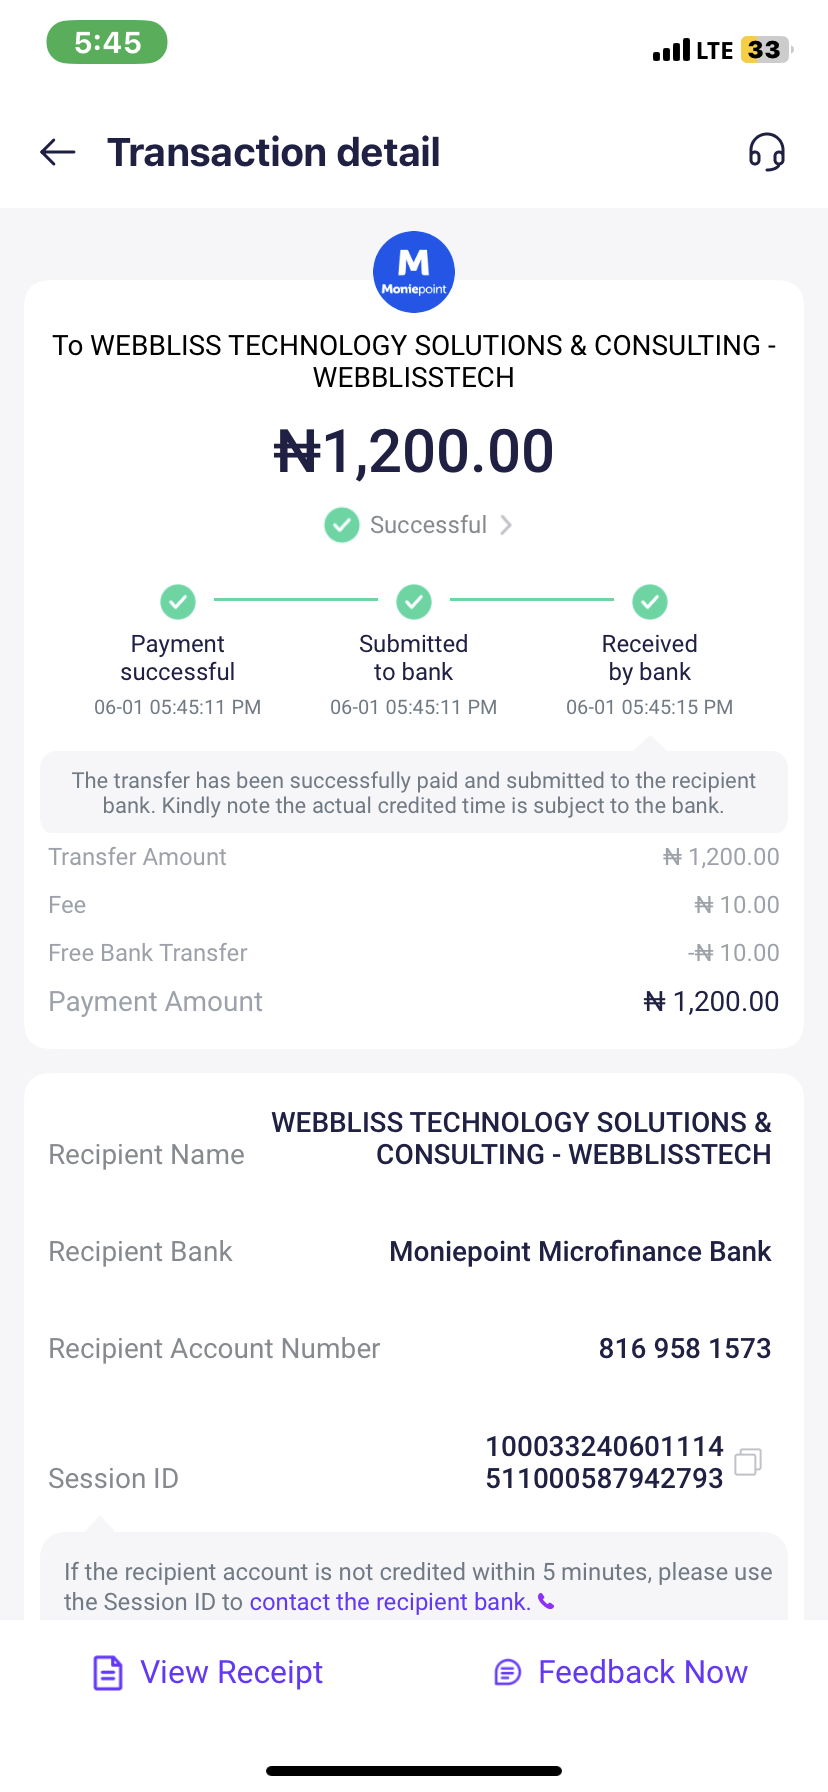 5:45
LTE 33
Transaction detail
M
Moniepoint
To WEBBLISS TECHNOLOGY SOLUTIONS & CONSULTING -
WEBBLISSTECH
₦1,200.00
Successful
Payment
successful
06-01 05:45:11 PM
Submitted
to bank
06-01 05:45:11 PM
Received
by bank
06-01 05:45:15 PM
The transfer has been successfully paid and submitted to the recipient
bank. Kindly note the actual credited time is subject to the bank.
Transfer Amount ₦ 1,200.00
Fee ₦ 10.00
Free Bank Transfer -₦ 10.00
Payment Amount ₦ 1,200.00
Recipient Name WEBBLISS TECHNOLOGY SOLUTIONS &
CONSULTING - WEBBLISSTECH
Recipient Bank Moniepoint Microfinance Bank
Recipient Account Number 816 958 1573
Session ID 100033240601114
511000587942793
If the recipient account is not credited within 5 minutes, please use
the Session ID to contact the recipient bank.
View Receipt
Feedback Now